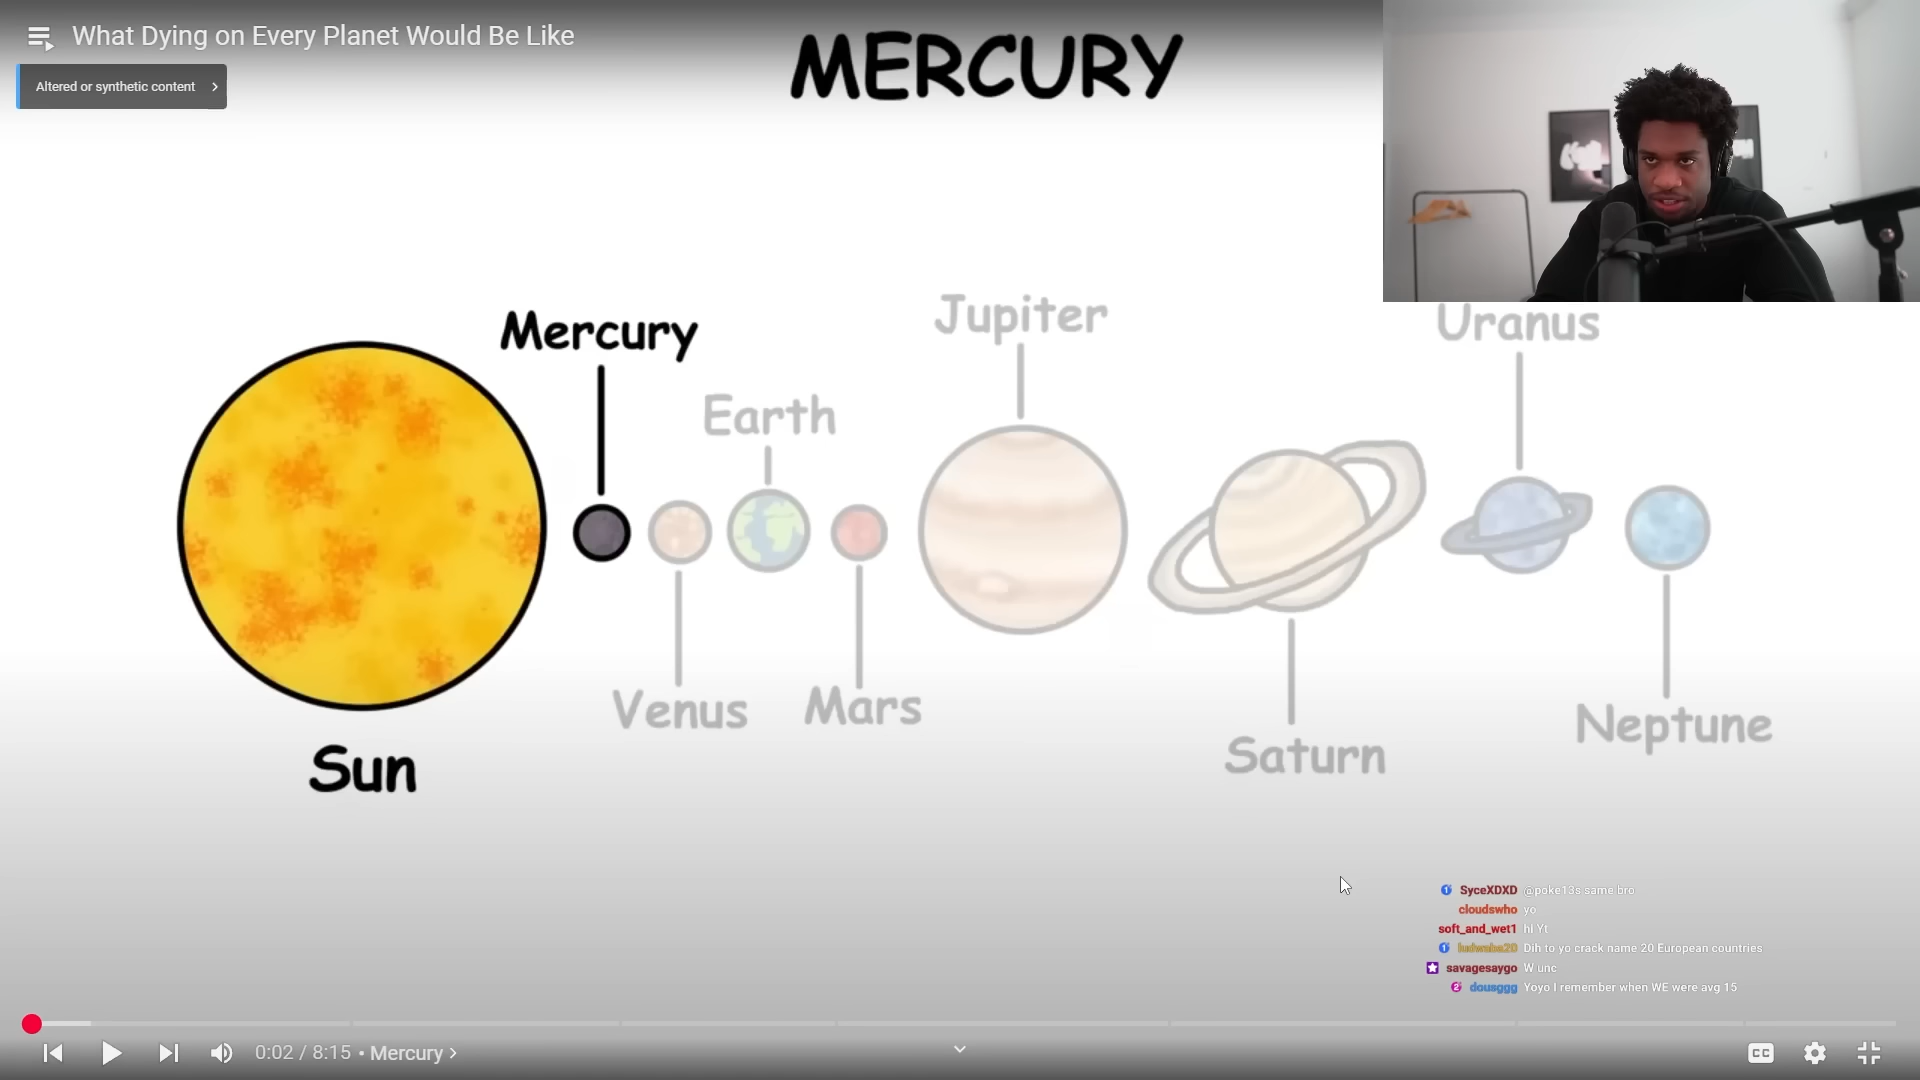 What Dying on Every Planet Would Be Like
Altered or synthetic content
MERCURY
Mercury
Jupiter
Uranus
Earth
Venus
Mars
Saturn
Neptune
Sun
SyceXDXD @poke13s same bro
cloudswho yo
soft_and_wet1 hi Yt
Dih to yo crack name 20 European countries
savagesaygo W unc
dousggg Yoyo I remember when WE were avg 15
0:02 / 8:15 • Mercury
CC